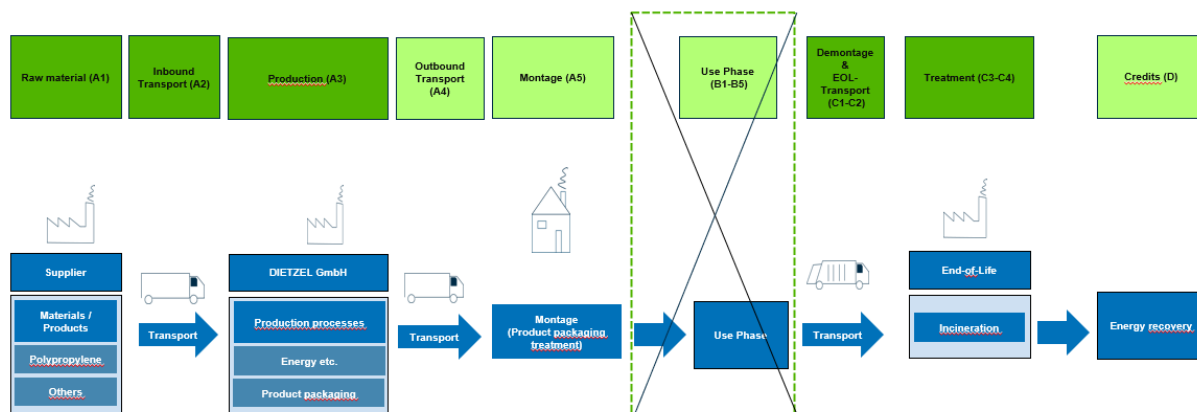 Raw material (A1)
Inbound
Transport (A2)
Production (A3)
Outbound
Transport
(A4)
Montage (A5)
Use Phase
(B1-B5)
Demontage
&
EOL-
Transport
(C1-C2)
Treatment (C3-C4)
Credits (D)
Supplier
Materials /
Products
Polypropylene
Others
Transport
DIETZEL GmbH
Production processes
Energy etc.
Product packaging
Transport
Montage
(Product packaging
treatment)
Use Phase
Transport
End-of-Life
Incineration
Energy recovery